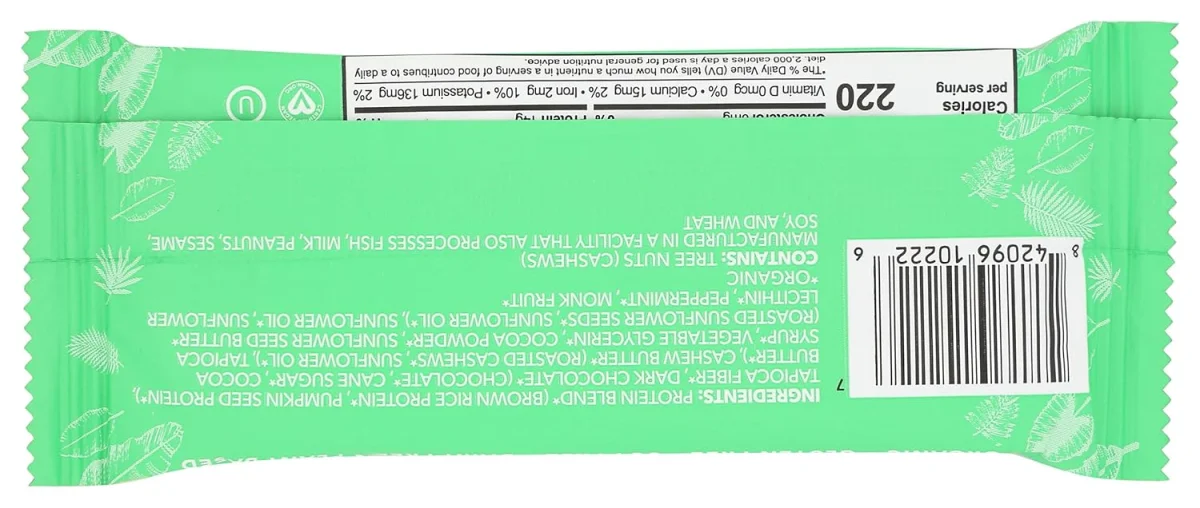 INGREDIENTS: PROTEIN BLEND* (BROWN RICE PROTEIN*, PUMPKIN SEED PROTEIN*),
TAPIOCA FIBER*, DARK CHOCOLATE* (CHOCOLATE*, CANE SUGAR*, COCOA
BUTTER*), CASHEW BUTTER* (ROASTED CASHEWS*, SUNFLOWER OIL*), TAPIOCA
SYRUP*, VEGETABLE GLYCERIN*, COCOA POWDER*, SUNFLOWER SEED BUTTER*
(ROASTED SUNFLOWER SEEDS*, SUNFLOWER OIL*), SUNFLOWER OIL*, SUNFLOWER
LECITHIN*, PEPPERMINT*, MONK FRUIT*
*ORGANIC
CONTAINS: TREE NUTS (CASHEWS)
MANUFACTURED IN A FACILITY THAT ALSO PROCESSES FISH, MILK, PEANUTS, SESAME,
SOY, AND WHEAT
7
8 42096 10222 6
Calories
per serving
220
Vitamin D 0mcg 0% • Calcium 15mg 2% • Iron 2mg 10% • Potassium 136mg 2%
*The % Daily Value (DV) tells you how much a nutrient in a serving of food contributes to a daily
diet. 2,000 calories a day is used for general nutrition advice.
U